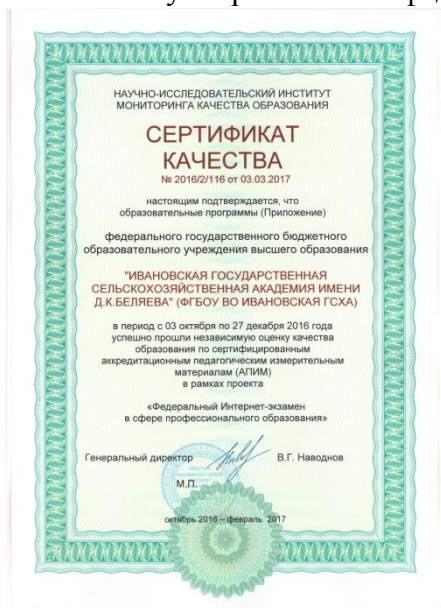 НАУЧНО-ИССЛЕДОВАТЕЛЬСКИЙ ИНСТИТУТ
МОНИТОРИНГА КАЧЕСТВА ОБРАЗОВАНИЯ
СЕРТИФИКАТ
КАЧЕСТВА
№ 2016/2/116 от 03.03.2017
настоящим подтверждается, что
образовательные программы (Приложение)
федерального государственного бюджетного
образовательного учреждения высшего образования
"ИВАНОВСКАЯ ГОСУДАРСТВЕННАЯ
СЕЛЬСКОХОЗЯЙСТВЕННАЯ АКАДЕМИЯ ИМЕНИ
Д.К.БЕЛЯЕВА" (ФГБОУ ВО ИВАНОВСКАЯ ГСХА)
в период с 03 октября по 27 декабря 2016 года
успешно прошли независимую оценку качества
образования по сертифицированным
аккредитационным педагогическим измерительным
материалам (АПИМ)
в рамках проекта
«Федеральный Интернет-экзамен
в сфере профессионального образования»
Генеральный директор В.Г. Наводнов
М.П.
октябрь 2016 – февраль 2017